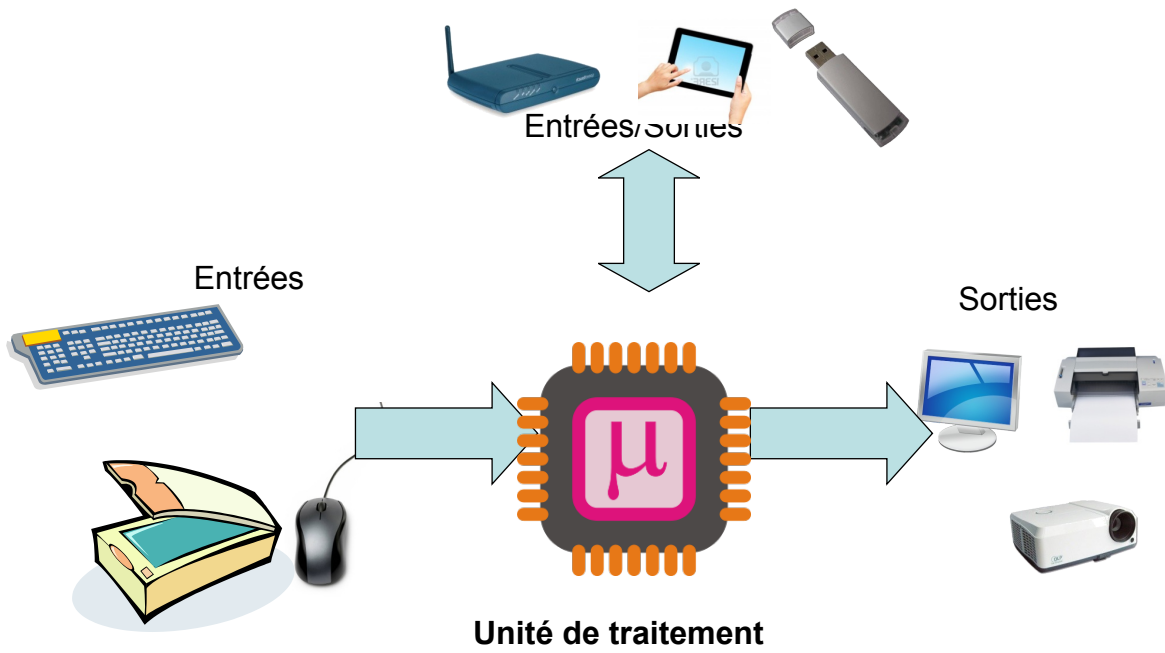 Entrées/Sorties
Entrées
Sorties
µ
Unité de traitement